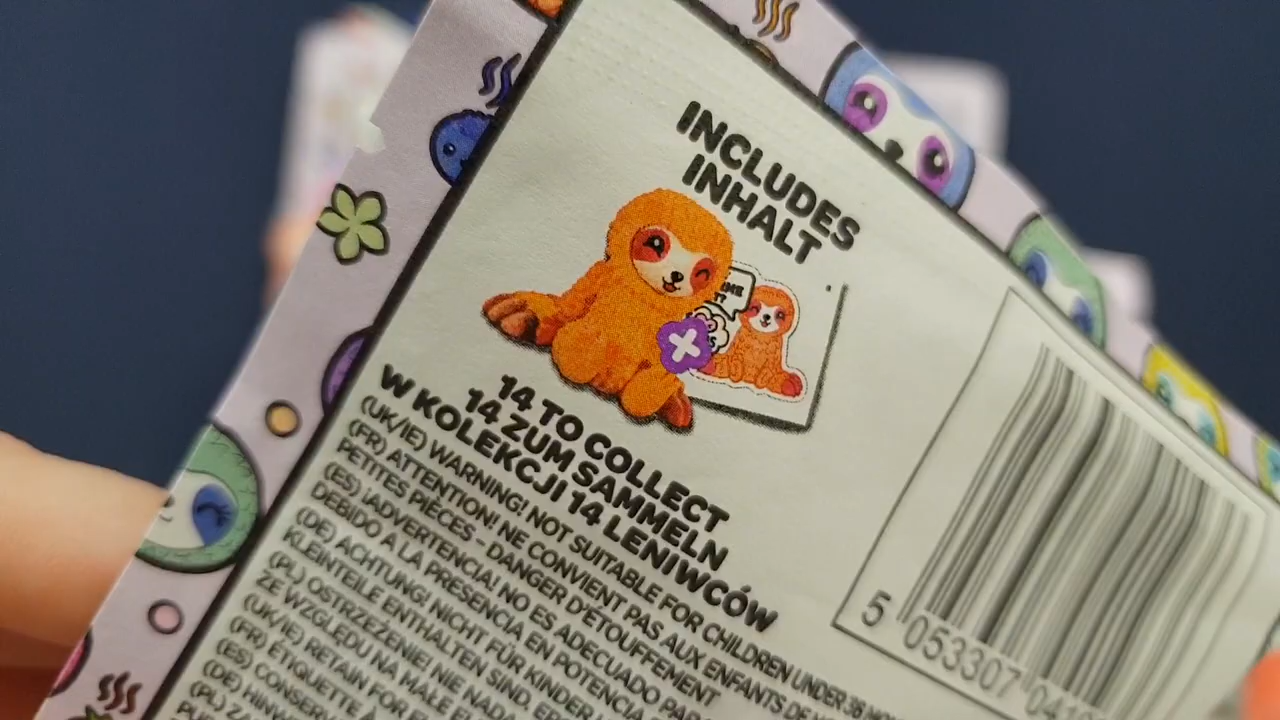 INCLUDES
INHALT
14 TO COLLECT
14 ZUM SAMMELN
W KOLEKCJI 14 LENIWCÓW
(UK/IE) WARNING! NOT SUITABLE FOR CHILDREN UNDER 36
(FR) ATTENTION! NE CONVIENT PAS AUX ENFANTS DE
PETITES PIÈCES - DANGER D'ÉTOUFFEMENT
(ES) ¡ADVERTENCIA! NO ES ADECUADO
DEBIDO A LA PRESENCIA EN POTENCIA
(DE) ACHTUNG! NICHT FÜR KINDER
KLEINTEILE ENTHALTEN SIND.
(PL) OSTRZEŻENIE! NIE
ZE WZGLĘDU NA MAŁE
(UK/IE) RETAIN FOR
(FR) ÉTIQUETTE À
(ES)
(DE)
(PL)
5 053307